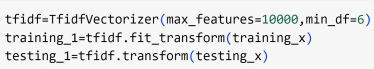 tfidf=TfidfVectorizer(max_features=10000,min_df=6)
training_1=tfidf.fit_transform(training_x)
testing_1=tfidf.transform(testing_x)